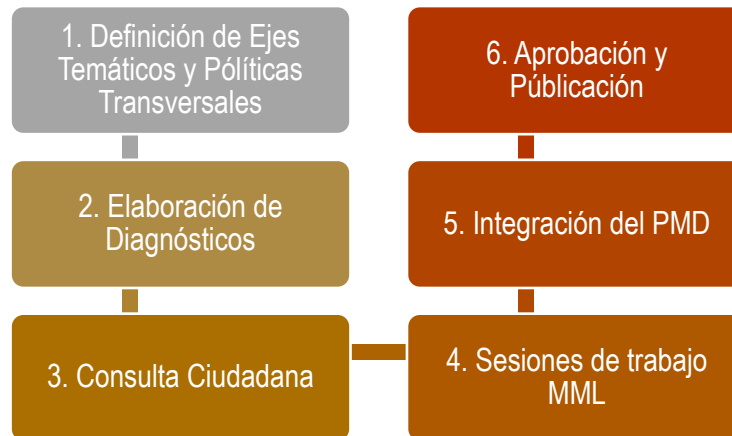 1. Definición de Ejes
Temáticos y Pólíticas
Transversales
2. Elaboración de
Diagnósticos
3. Consulta Ciudadana
4. Sesiones de trabajo
MML
5. Integración del PMD
6. Aprobación y
Públicación